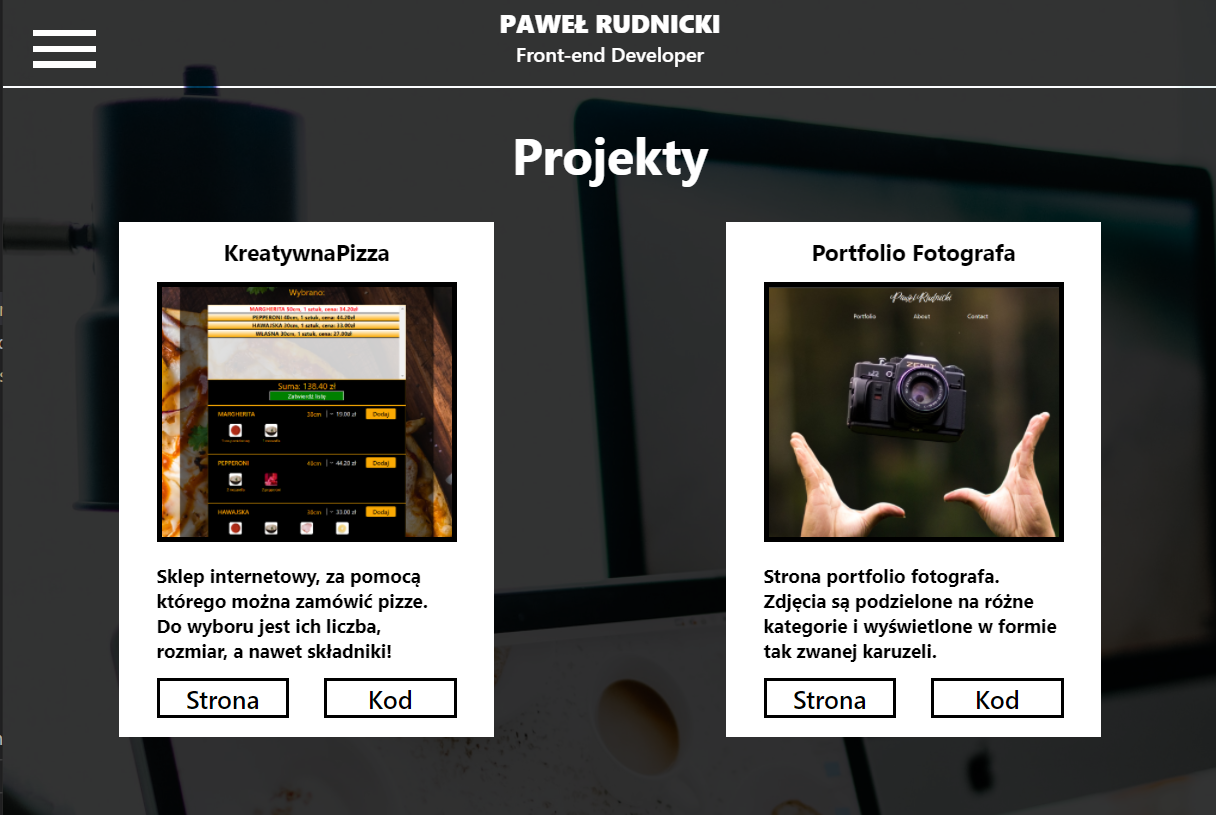 PAWEŁ RUDNICKI
Front-end Developer
Projekty
KreatywnaPizza
Wybrano:
MARGHERITA 50cm, 1 sztuk, cena: 34.20zł
PEPPERONI 40cm, 1 sztuk, cena: 44.20zł
HAWAJSKA 30cm, 1 sztuk, cena: 33.00zł
WŁASNA 30cm, 1 sztuk, cena: 27.00zł
Suma: 138.40 zł
Zatwierdź listę
MARGHERITA 19.00 zł Dodaj
PEPPERONI 40cm 44.20 zł Dodaj
HAWAJSKA 30cm 33.00 zł Dodaj
Sklep internetowy, za pomocą
którego można zamówić pizze.
Do wyboru jest ich liczba,
rozmiar, a nawet składniki!
Strona Kod
Portfolio Fotografa
Paweł Rudnicki
Portfolio About Contact
ZENIT
Strona portfolio fotografa.
Zdjęcia są podzielone na różne
kategorie i wyświetlone w formie
tak zwanej karuzeli.
Strona Kod